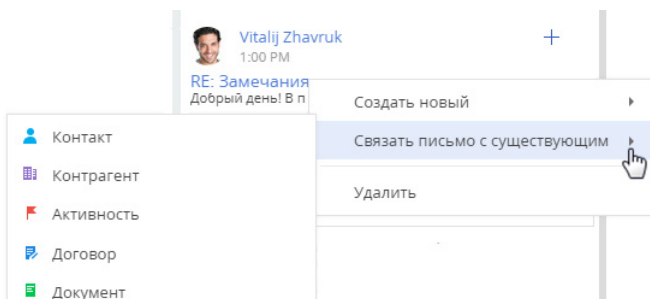 Vitalij Zhavruk
1:00 PM
RE: Замечания
Добрый день! В п
Создать новый
Связать письмо с существующим
Удалить
Контакт
Контрагент
Активность
Договор
Документ